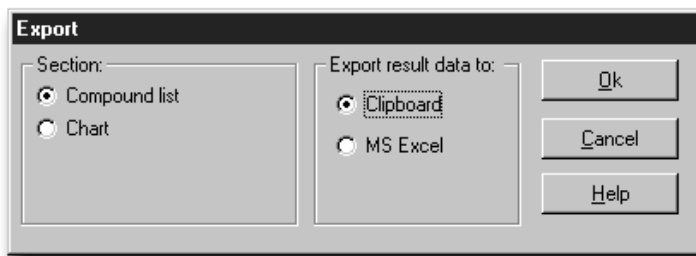 Export
Section:
Compound list
Chart
Export result data to:
Clipboard
MS Excel
Ok
Cancel
Help